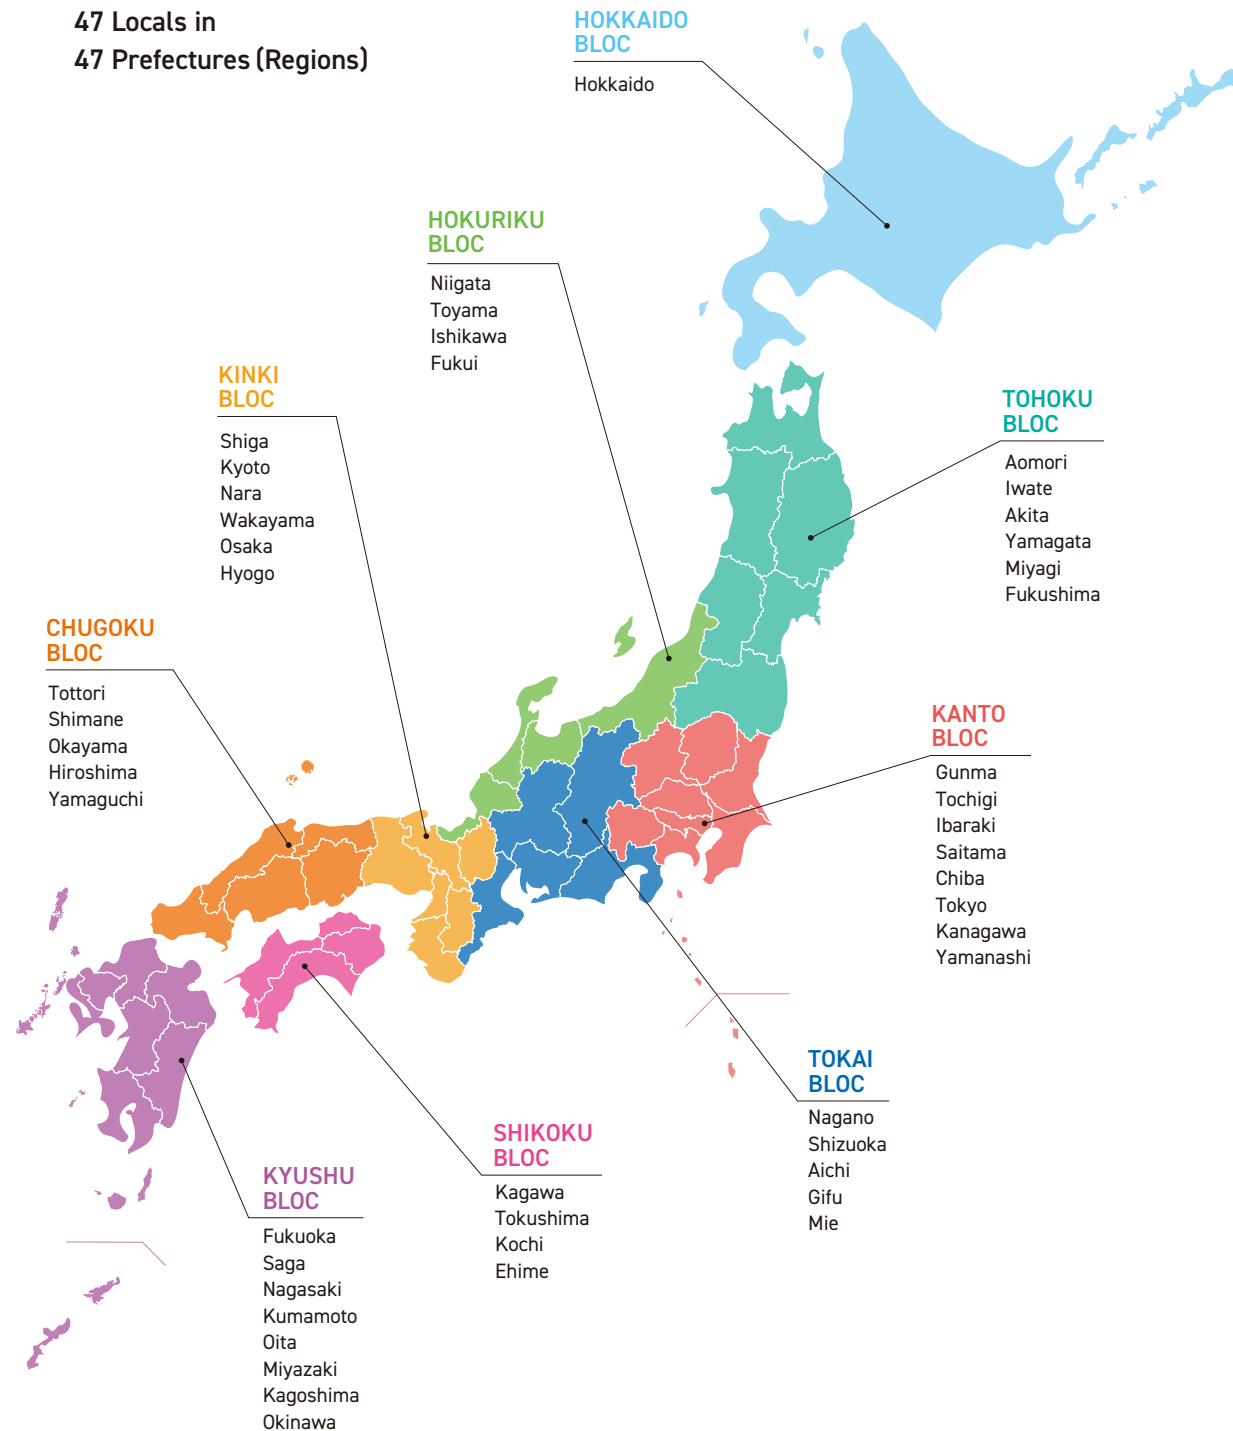 47 Locals in
47 Prefectures (Regions)
HOKKAIDO
BLOC
Hokkaido
HOKURIKU
BLOC
Niigata
Toyama
Ishikawa
Fukui
KINKI
BLOC
Shiga
Kyoto
Nara
Wakayama
Osaka
Hyogo
TOHOKU
BLOC
Aomori
Iwate
Akita
Yamagata
Miyagi
Fukushima
CHUGOKU
BLOC
Tottori
Shimane
Okayama
Hiroshima
Yamaguchi
KANTO
BLOC
Gunma
Tochigi
Ibaraki
Saitama
Chiba
Tokyo
Kanagawa
Yamanashi
TOKAI
BLOC
Nagano
Shizuoka
Aichi
Gifu
Mie
SHIKOKU
BLOC
Kagawa
Tokushima
Kochi
Ehime
KYUSHU
BLOC
Fukuoka
Saga
Nagasaki
Kumamoto
Oita
Miyazaki
Kagoshima
Okinawa